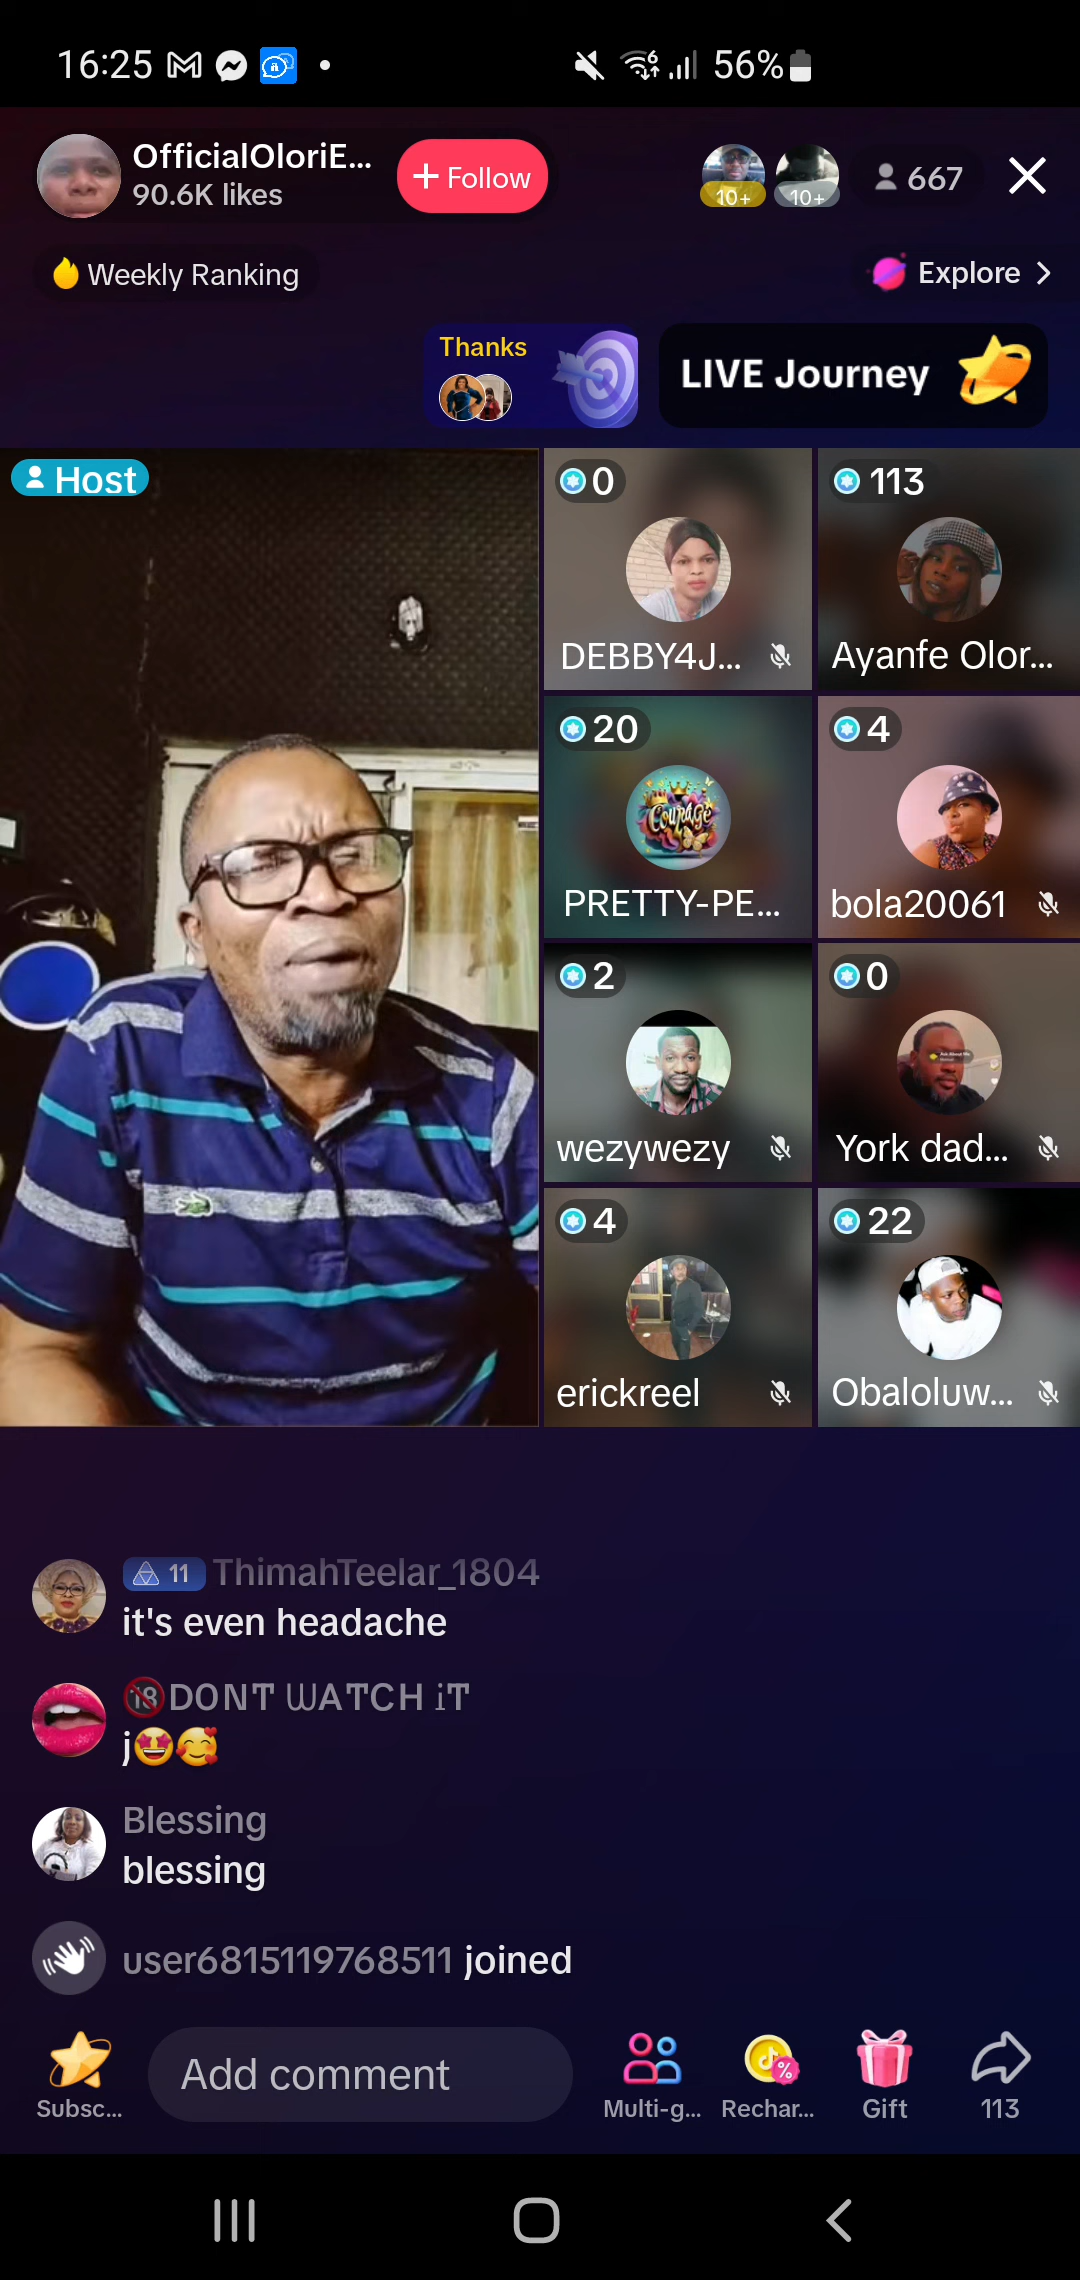 16:25
56%
OfficialOloriE...
90.6K likes
+ Follow
10+
10+
667
Weekly Ranking
Explore
Thanks
LIVE Journey
Host
0
DEBBY4J...
113
Ayanfe Olor...
20
Courage
PRETTY-PE...
4
bola20061
2
wezywezy
0
York dad...
4
erickreel
22
Obaloluw...
11 ThimahTeelar_1804
it's even headache
🔞DONT WATCH iT
j🤩🥰
Blessing
blessing
user6815119768511 joined
Subsc...
Add comment
Multi-g...
Rechar...
Gift
113